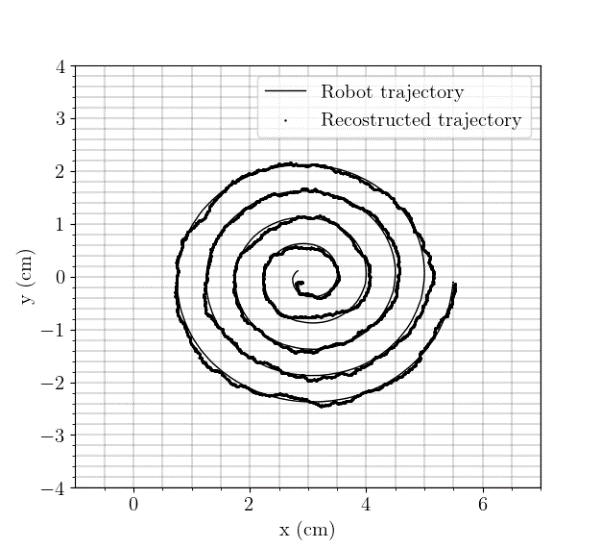 Robot trajectory
Recostructed trajectory
4
3
2
1
0
−1
−2
−3
−4
y (cm)
0 2 4 6
x (cm)